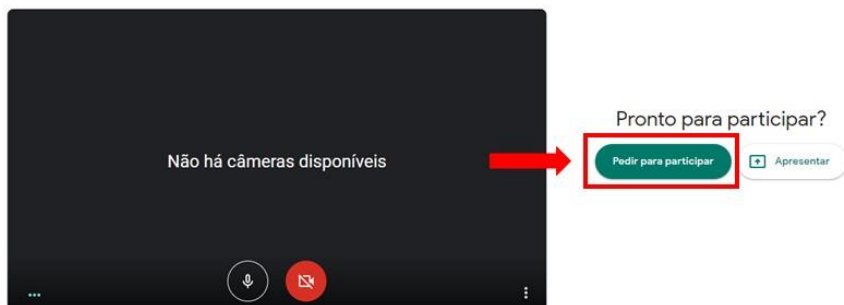 Não há câmeras disponíveis
Pronto para participar?
Pedir para participar
Apresentar